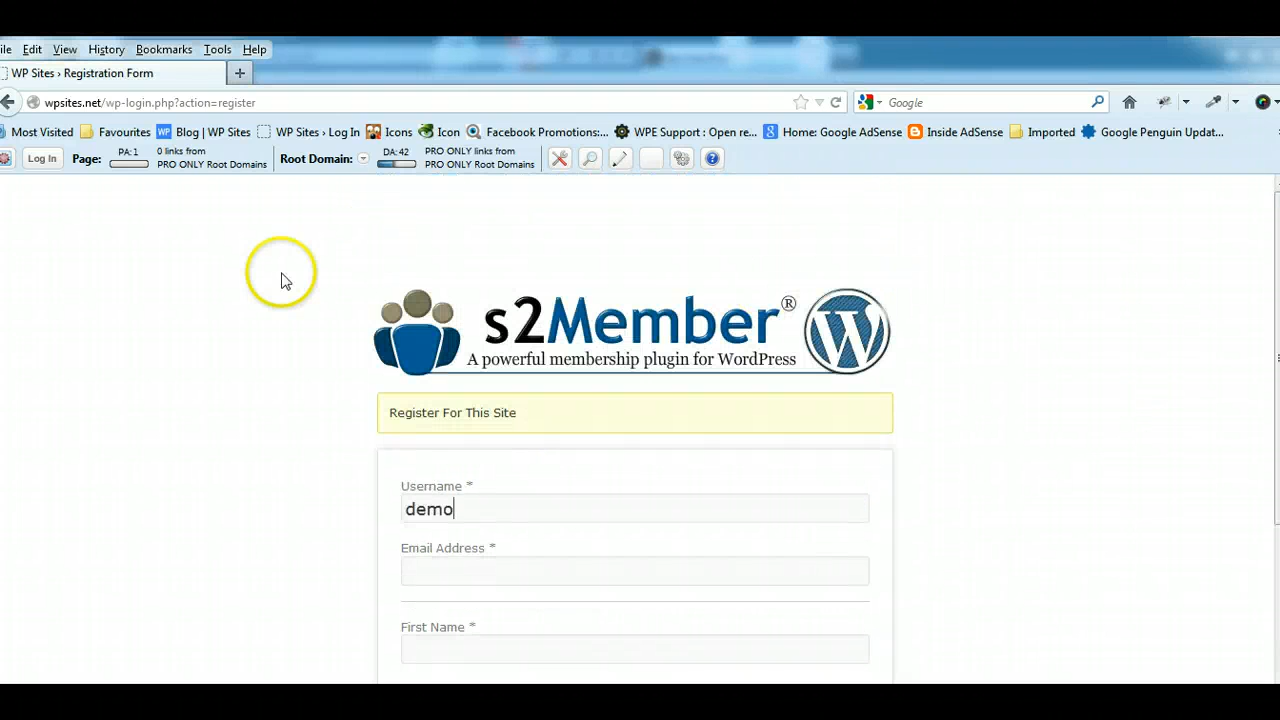 ile Edit View History Bookmarks Tools Help
WP Sites › Registration Form +
wpsites.net/wp-login.php?action=register Google
Most Visited Favourites WP Blog | WP Sites WP Sites › Log In Icons Icon Facebook Promotions:... WPE Support : Open re... Home: Google AdSense Inside AdSense Imported Google Penguin Updat...
Log In Page: PA: 1 0 links from Root Domain: DA: 42 PRO ONLY links from
PRO ONLY Root Domains PRO ONLY Root Domains
s2Member®
A powerful membership plugin for WordPress
Register For This Site
Username *
demo
Email Address *
First Name *